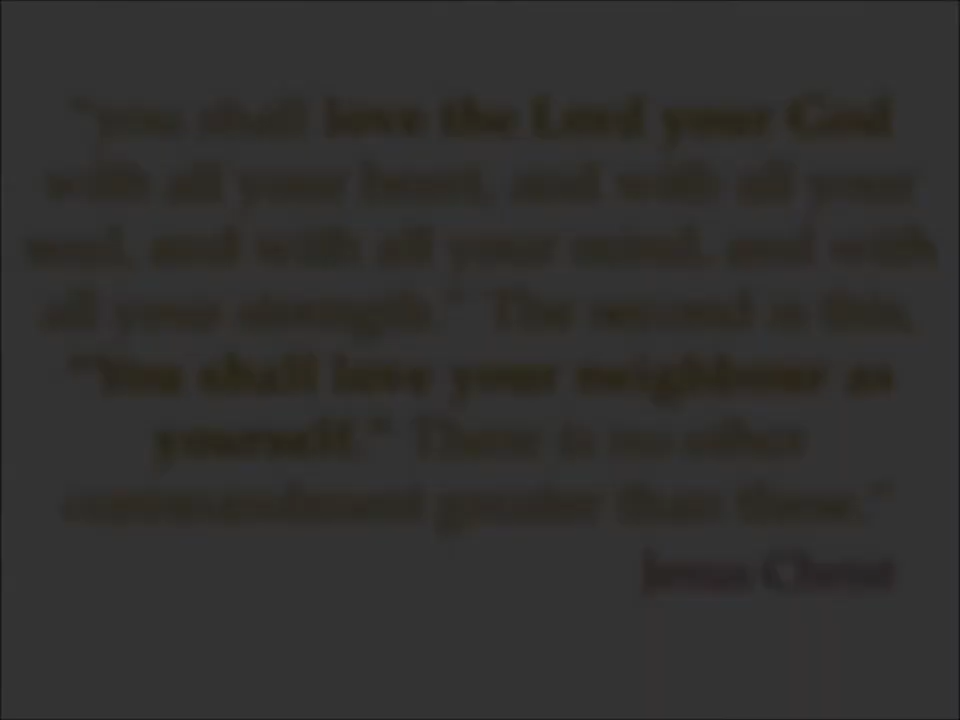 "you shall love the Lord your God
with all your heart, and with all your
soul, and with all your mind, and with
all your strength." The second is this,
"You shall love your neighbour as
yourself." There is no other
commandment greater than these."
Jesus Christ